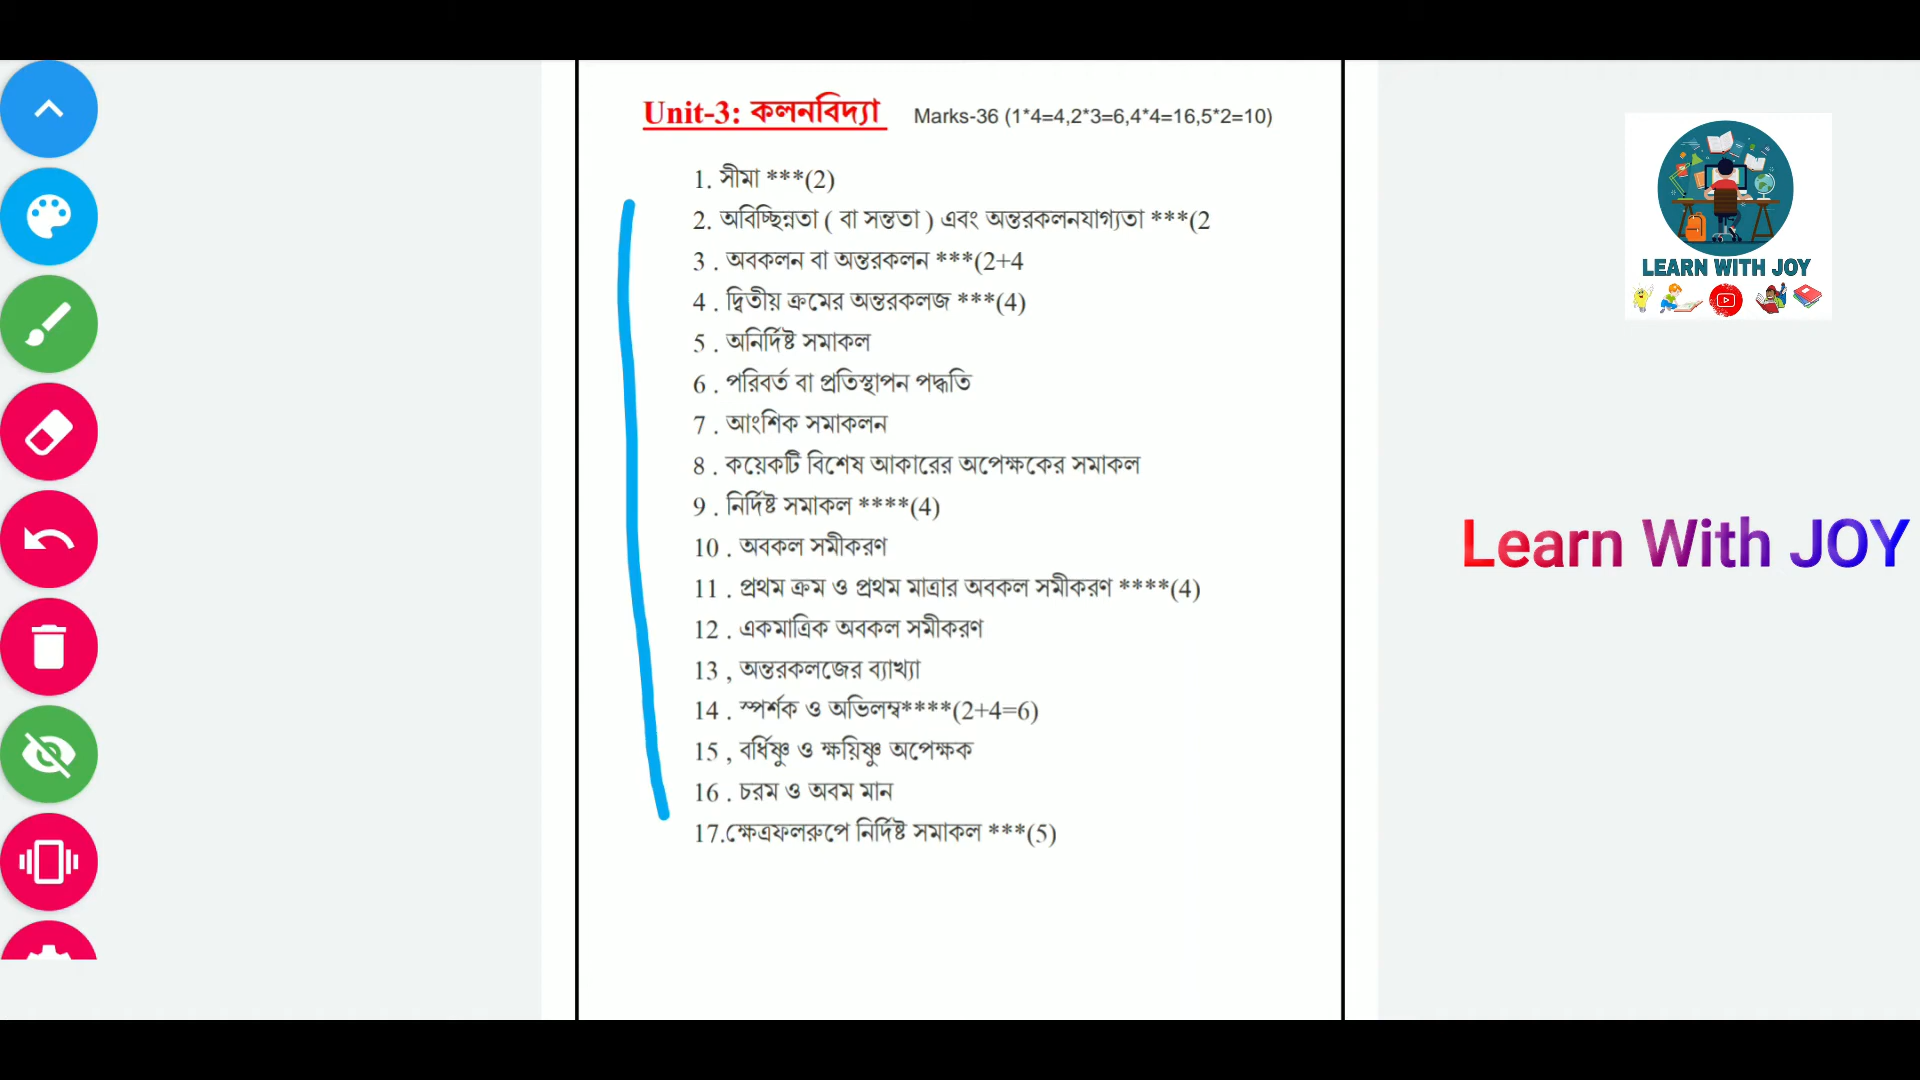 Unit-3: কলনবিদ্যা Marks-36 (1*4=4,2*3=6,4*4=16,5*2=10)
1. সীমা ***(2)
2. অবিচ্ছিন্নতা ( বা সন্ততা ) এবং অন্তরকলনযাগ্যতা ***(2
3 . অবকলন বা অন্তরকলন ***(2+4
4 . দ্বিতীয় ক্রমের অন্তরকলজ ***(4)
5 . অনির্দিষ্ট সমাকল
6 . পরিবর্ত বা প্রতিস্থাপন পদ্ধতি
7 . আংশিক সমাকলন
8 . কয়েকটি বিশেষ আকারের অপেক্ষকের সমাকল
9 . নির্দিষ্ট সমাকল ****(4)
10 . অবকল সমীকরণ
11 . প্রথম ক্রম ও প্রথম মাত্রার অবকল সমীকরণ ****(4)
12 . একমাত্রিক অবকল সমীকরণ
13 , অন্তরকলজের ব্যাখ্যা
14 . স্পর্শক ও অভিলম্ব****(2+4=6)
15 , বর্ধিষ্ণু ও ক্ষয়িষ্ণু অপেক্ষক
16 . চরম ও অবম মান
17.ক্ষেত্রফলরুপে নির্দিষ্ট সমাকল ***(5)
LEARN WITH JOY
Learn With JOY